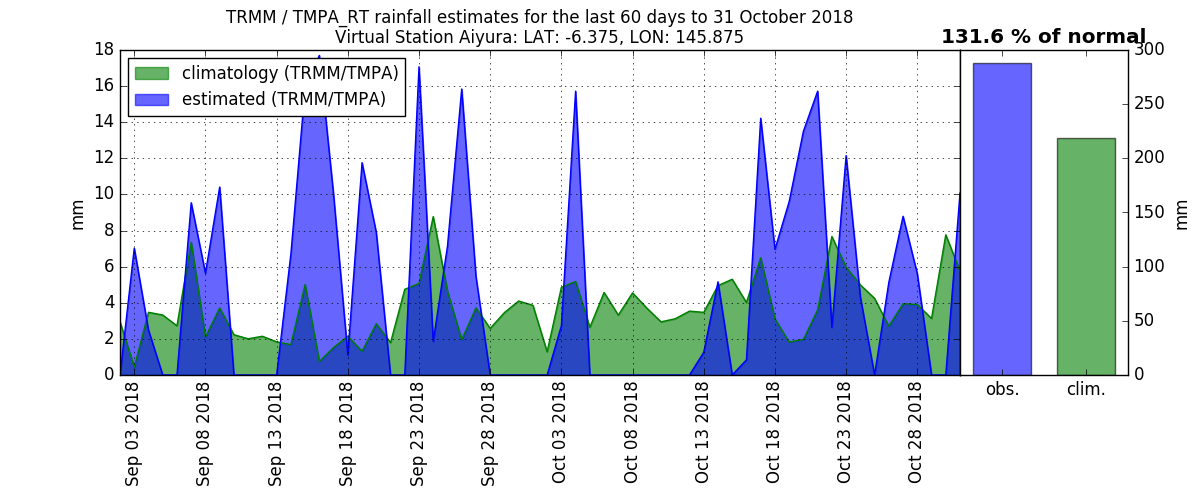 TRMM / TMPA_RT rainfall estimates for the last 60 days to 31 October 2018
Virtual Station Aiyura: LAT: -6.375, LON: 145.875
131.6 % of normal
climatology (TRMM/TMPA)
estimated (TRMM/TMPA)
18
16
14
12
10
8
6
4
2
0
mm
Sep 03 2018
Sep 08 2018
Sep 13 2018
Sep 18 2018
Sep 23 2018
Sep 28 2018
Oct 03 2018
Oct 08 2018
Oct 13 2018
Oct 18 2018
Oct 23 2018
Oct 28 2018
300
250
200
150
100
50
0
mm
obs.
clim.